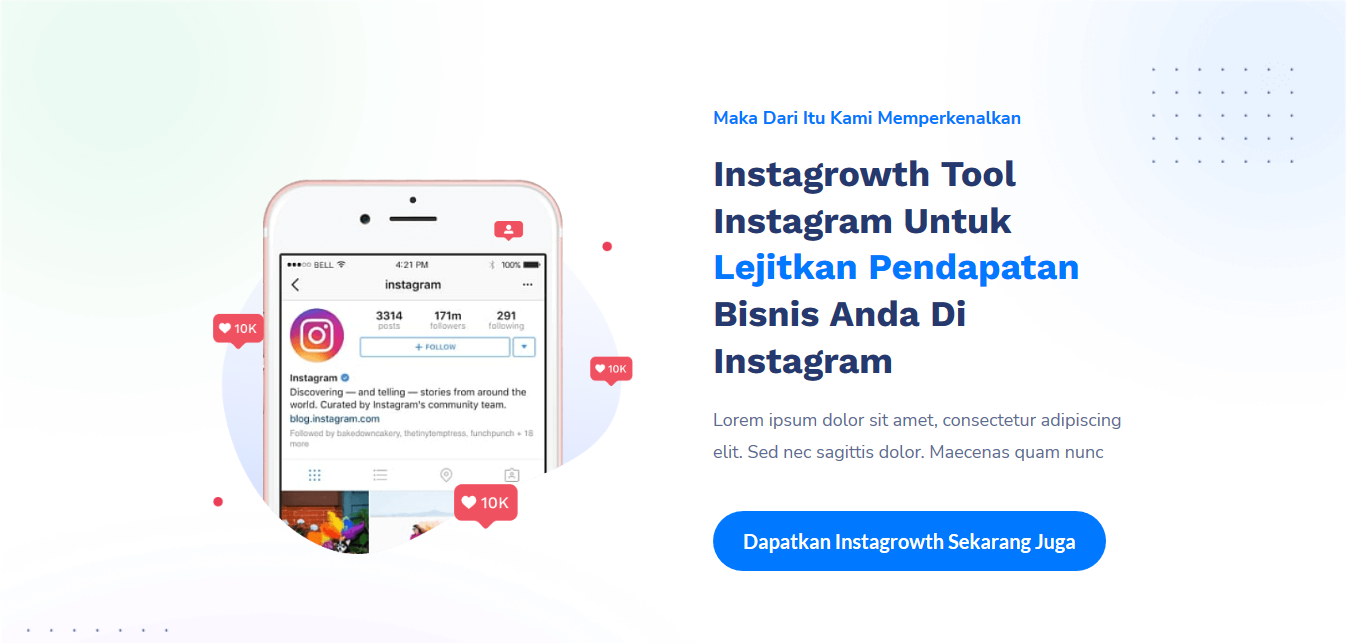 Maka Dari Itu Kami Memperkenalkan
Instagrowth Tool
Instagram Untuk
Lejitkan Pendapatan
Bisnis Anda Di
Instagram
Lorem ipsum dolor sit amet, consectetur adipiscing
elit. Sed nec sagittis dolor. Maecenas quam nunc
Dapatkan Instagrowth Sekarang Juga
BELL 4:21 PM 100%
instagram
3314 171m 291
posts followers following
+ FOLLOW
Instagram
Discovering — and telling — stories from around the
world. Curated by Instagram's community team.
blog.instagram.com
Followed by bakedowncakery, thetinytemptress, funchpunch + 18
more
10K
10K
10K